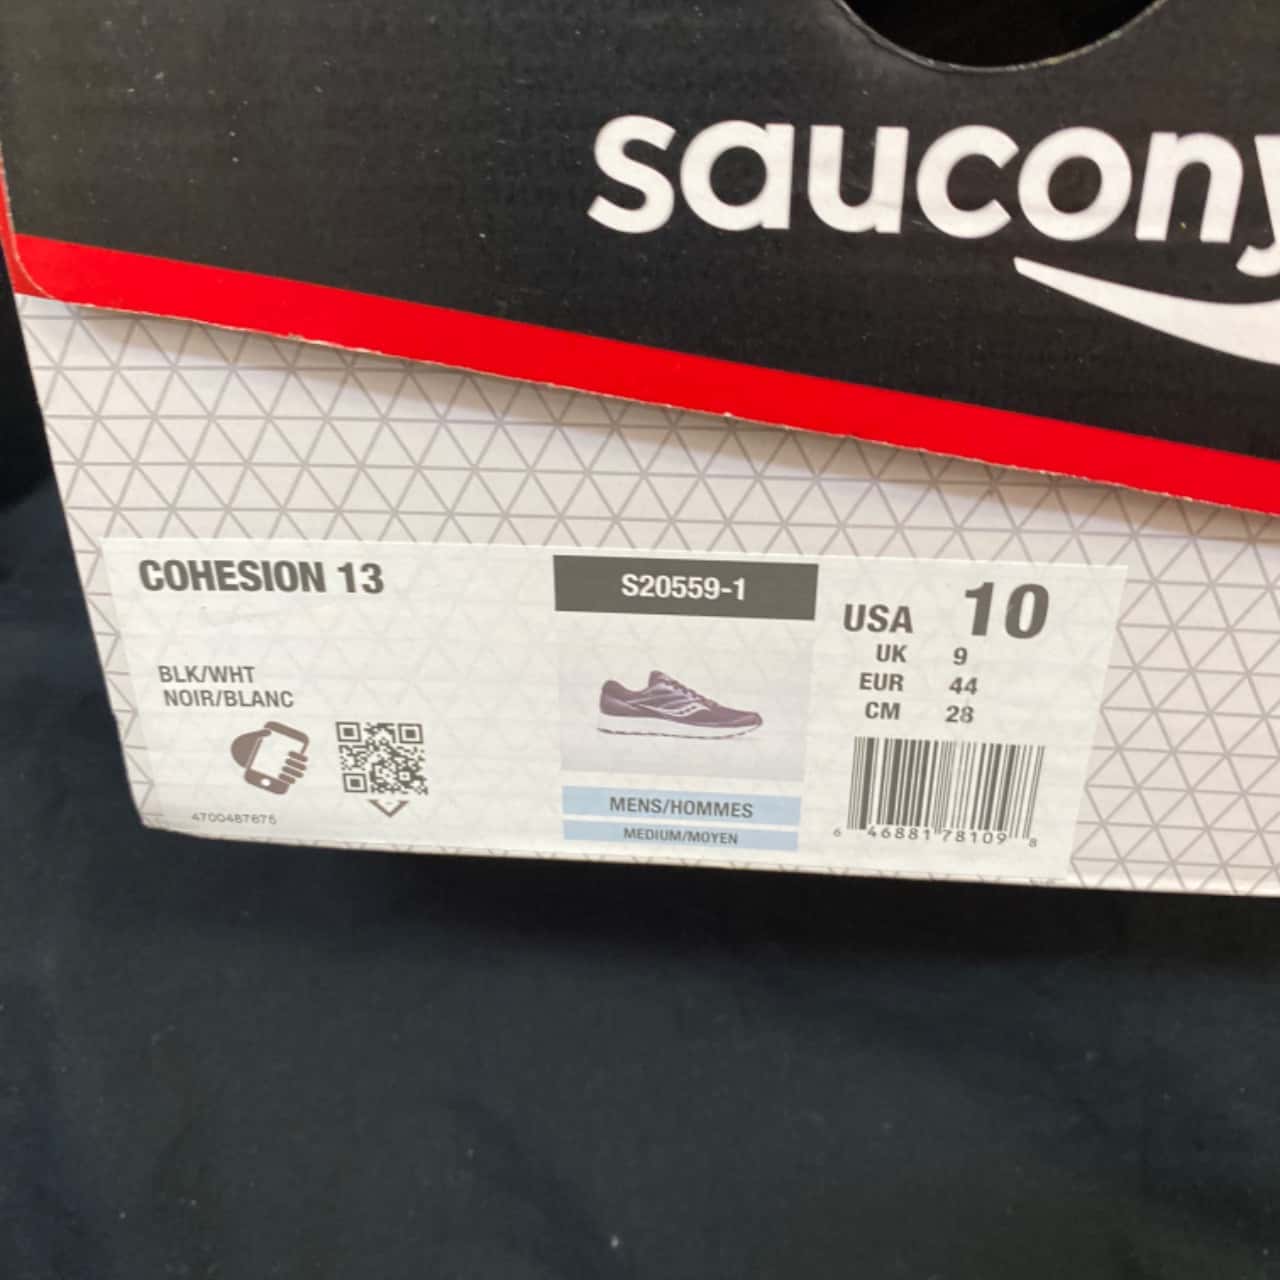 saucony
COHESION 13
S20559-1
USA 10
UK 9
EUR 44
CM 28
BLK/WHT
NOIR/BLANC
4700487675
MENS/HOMMES
MEDIUM/MOYEN
6 46881 78109 8